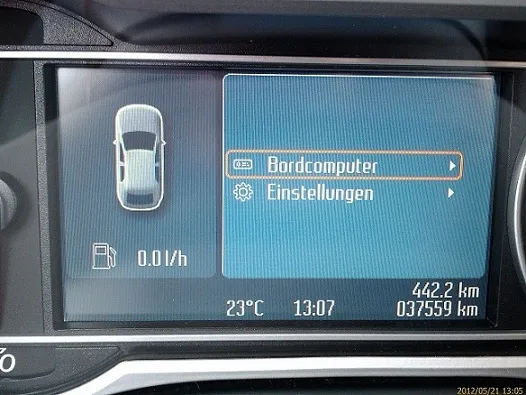 Bordcomputer
Einstellungen
0.0 l/h
442.2 km
23°C 13:07 037559 km
2012/05/21 13:05